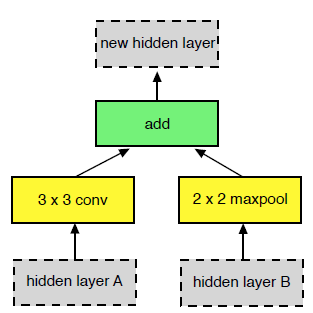 new hidden layer
add
3 x 3 conv
2 x 2 maxpool
hidden layer A
hidden layer B